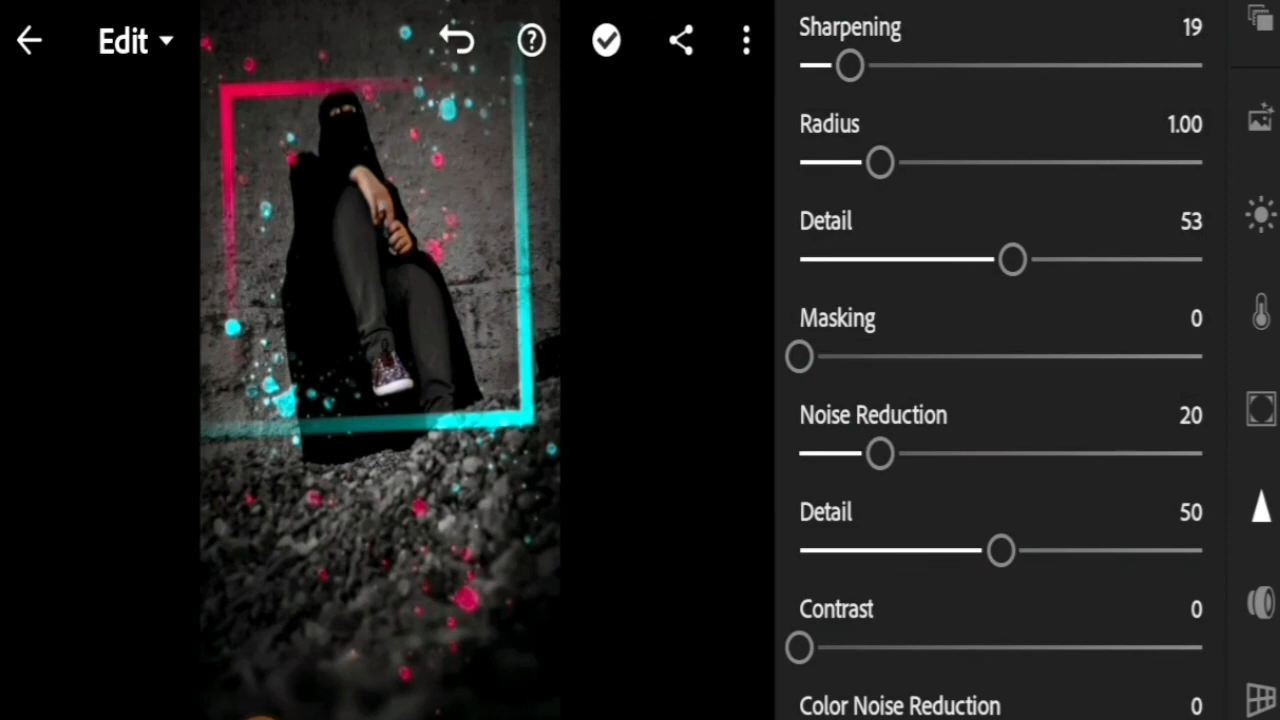 Edit
Sharpening 19
Radius 1.00
Detail 53
Masking 0
Noise Reduction 20
Detail 50
Contrast 0
Color Noise Reduction 0